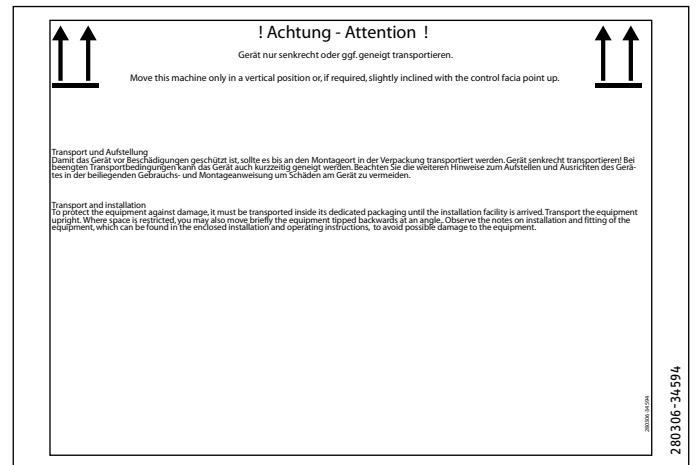 ! Achtung - Attention !
Gerät nur senkrecht oder ggf. geneigt transportieren.
Move this machine only in a vertical position or, if required, slightly inclined with the control facia point up.
Transport und Aufstellung
Damit das Gerät vor Beschädigungen geschützt ist, sollte es bis an den Montageort in der Verpackung transportiert werden. Gerät senkrecht transportieren! Bei
beengten Transportbedingungen kann das Gerät auch kurzzeitig geneigt werden. Beachten Sie die weiteren Hinweise zum Aufstellen und Ausrichten des Gerä-
tes in der beiliegenden Gebrauchs- und Montageanweisung um Schäden am Gerät zu vermeiden.
Transport and installation
To protect the equipment against damage, it must be transported inside its dedicated packaging until the installation facility is arrived. Transport the equipment
upright. Where space is restricted, you may also move briefly the equipment tipped backwards at an angle,. Observe the notes on installation and fitting of the
equipment, which can be found in the enclosed installation and operating instructions, to avoid possible damage to the equipment.
280306-34594
280306-34594